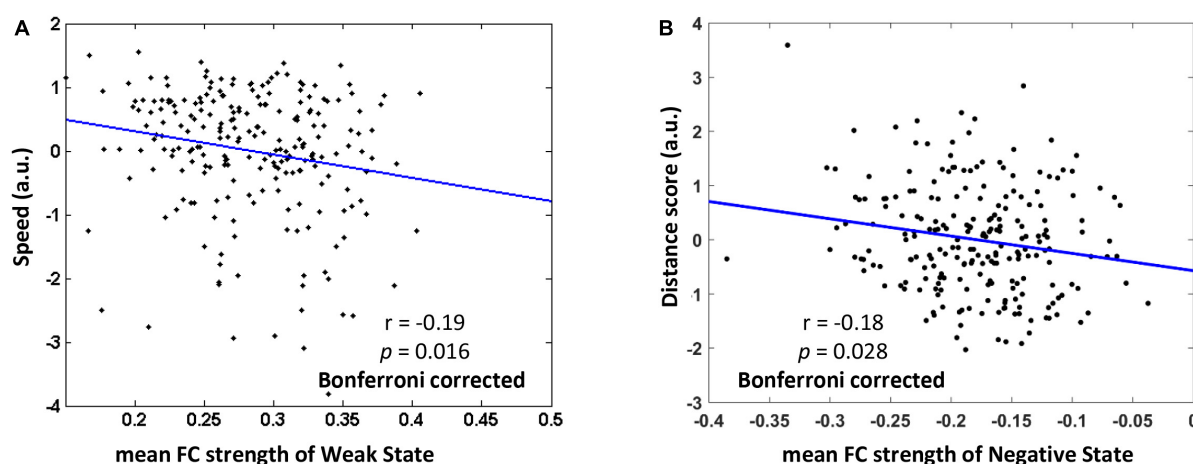 A
2
1
0
-1
-2
-3
-4
Speed (a.u.)
r = -0.19
p = 0.016
Bonferroni corrected
0.2 0.25 0.3 0.35 0.4 0.45 0.5
mean FC strength of Weak State
B
4
3
2
1
0
-1
-2
-3
Distance score (a.u.)
r = -0.18
p = 0.028
Bonferroni corrected
-0.4 -0.35 -0.3 -0.25 -0.2 -0.15 -0.1 -0.05 0
mean FC strength of Negative State